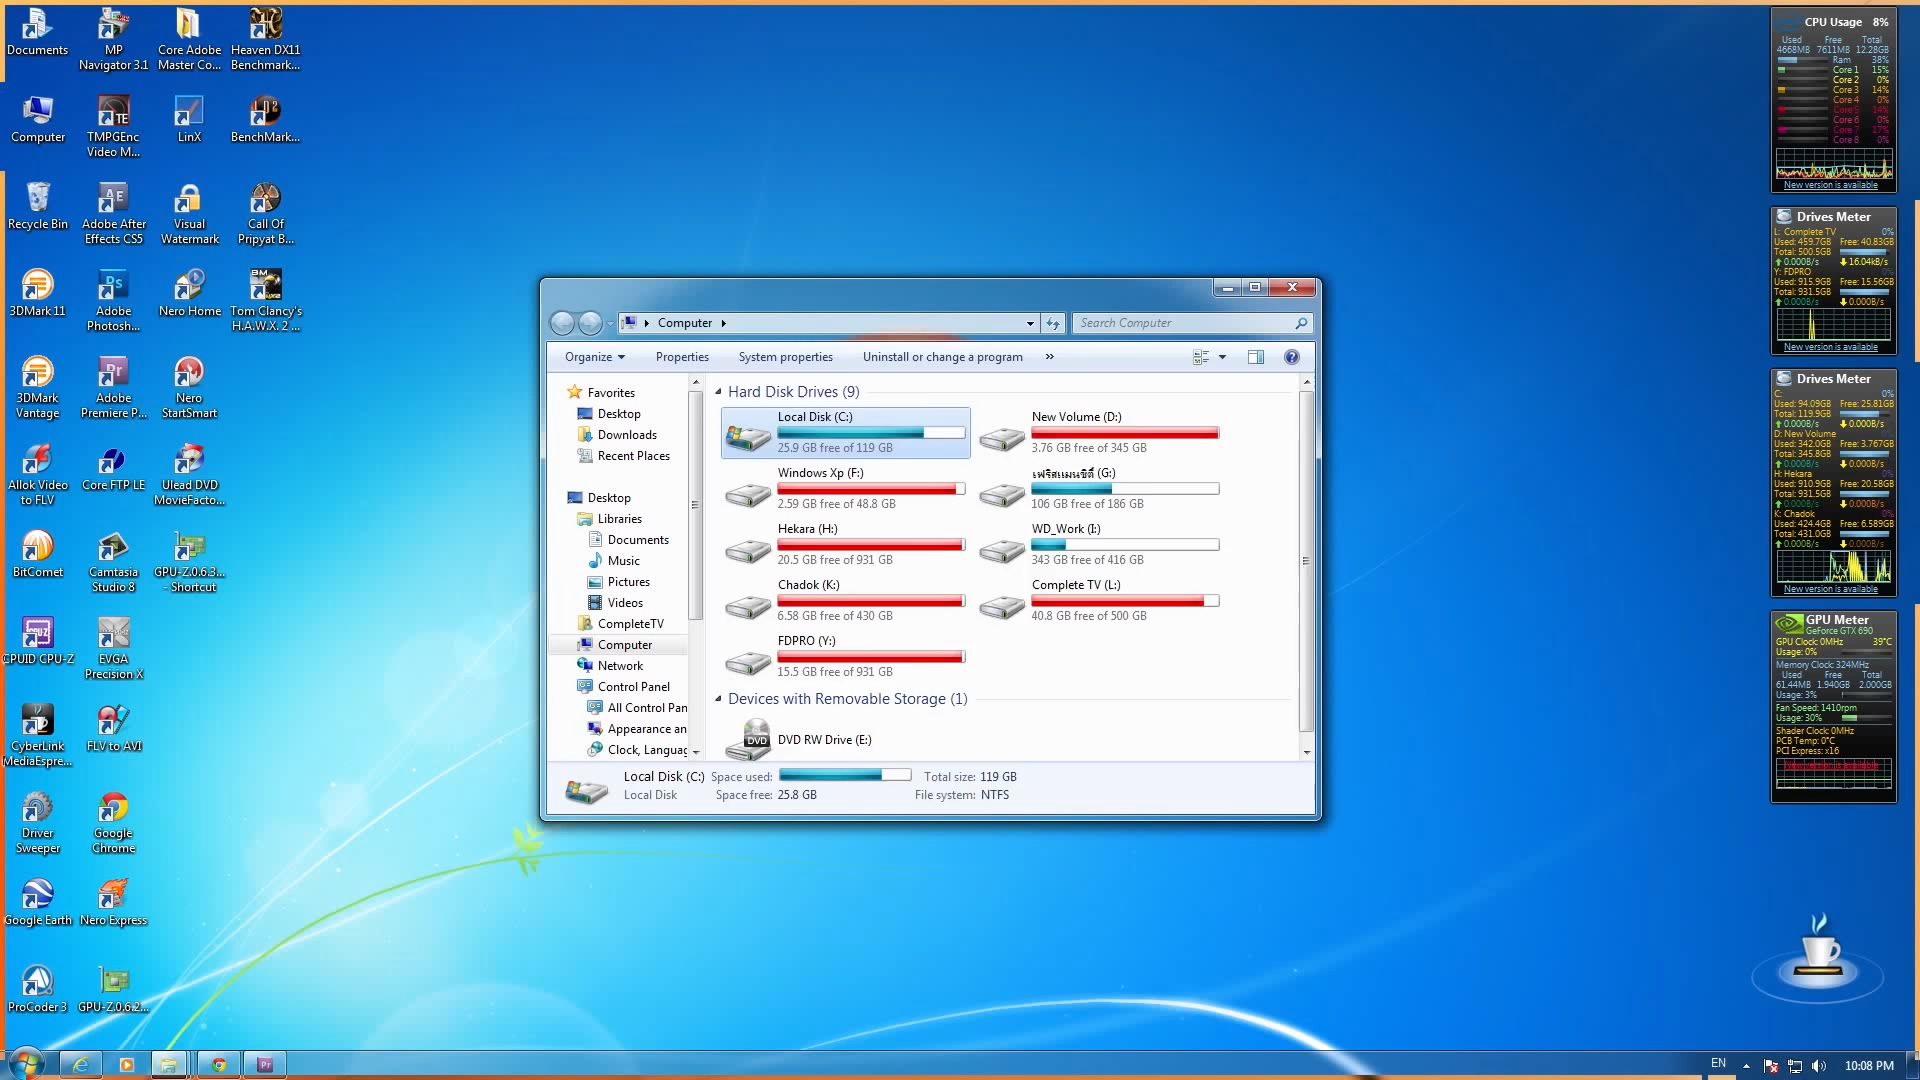 Documents
MP
Navigator 3.1
Core Adobe
Master Co...
Heaven DX11
Benchmark...
Computer
TMPGEnc
Video M...
LinX
BenchMark...
Recycle Bin
Adobe After
Effects CS5
Visual
Watermark
Call Of
Pripyat B...
3DMark 11
Adobe
Photosh...
Nero Home
Tom Clancy's
H.A.W.X. 2 ...
3DMark
Vantage
Adobe
Premiere P...
Nero
StartSmart
Allok Video
to FLV
Core FTP LE
Ulead DVD
MovieFacto...
BitComet
Camtasia
Studio 8
GPU-Z.0.6.3...
- Shortcut
CPUID CPU-Z
EVGA
Precision X
CyberLink
MediaEspre...
FLV to AVI
Driver
Sweeper
Google
Chrome
Google Earth
Nero Express
ProCoder 3
GPU-Z.0.6.2...
Computer
Search Computer
Organize
Properties
System properties
Uninstall or change a program
»
Favorites
Desktop
Downloads
Recent Places
Desktop
Libraries
Documents
Music
Pictures
Videos
CompleteTV
Computer
Network
Control Panel
All Control Pan
Appearance an
Clock, Languag
Hard Disk Drives (9)
Local Disk (C:)
25.9 GB free of 119 GB
New Volume (D:)
3.76 GB free of 345 GB
Windows Xp (F:)
2.59 GB free of 48.8 GB
(G:)
106 GB free of 186 GB
Hekara (H:)
20.5 GB free of 931 GB
WD_Work (I:)
343 GB free of 416 GB
Chadok (K:)
6.58 GB free of 430 GB
Complete TV (L:)
40.8 GB free of 500 GB
FDPRO (Y:)
15.5 GB free of 931 GB
Devices with Removable Storage (1)
DVD
DVD RW Drive (E:)
Local Disk (C:) Space used: Total size: 119 GB
Local Disk Space free: 25.8 GB File system: NTFS
CPU Usage 8%
Used Free Total
4668MB 7611MB 12.28GB
Ram 38%
Core 1 15%
Core 2 0%
Core 3 14%
Core 4 0%
Core 5 14%
Core 6 0%
Core 7 17%
Core 8 0%
New version is available
Drives Meter
L: Complete TV 0%
Used: 459.7GB Free: 40.83GB
Total: 500.5GB
0.000B/s 16.04kB/s
Y: FDPRO 0%
Used: 915.9GB Free: 15.56GB
Total: 931.5GB
0.000B/s 0.000B/s
New version is available
Drives Meter
C: 0%
Used: 94.09GB Free: 25.81GB
Total: 119.9GB
0.000B/s 0.000B/s
D: New Volume
Used: 342.0GB Free: 3.767GB
Total: 345.8GB
0.000B/s 0.000B/s
H: Hekara 0%
Used: 910.9GB Free: 20.58GB
Total: 931.5GB
0.000B/s 0.000B/s
K: Chadok 0%
Used: 424.4GB Free: 6.589GB
Total: 431.0GB
0.000B/s 0.000B/s
New version is available
GPU Meter
GeForce GTX 690
GPU Clock: 0MHz 39°C
Usage: 0%
Memory Clock: 324MHz
Used Free Total
61.44MB 1.940GB 2.000GB
Usage: 3%
Fan Speed: 1410rpm
Usage: 30%
Shader Clock: 0MHz
PCB Temp: 0°C
PCI Express: x16
New version is available
EN
10:08 PM